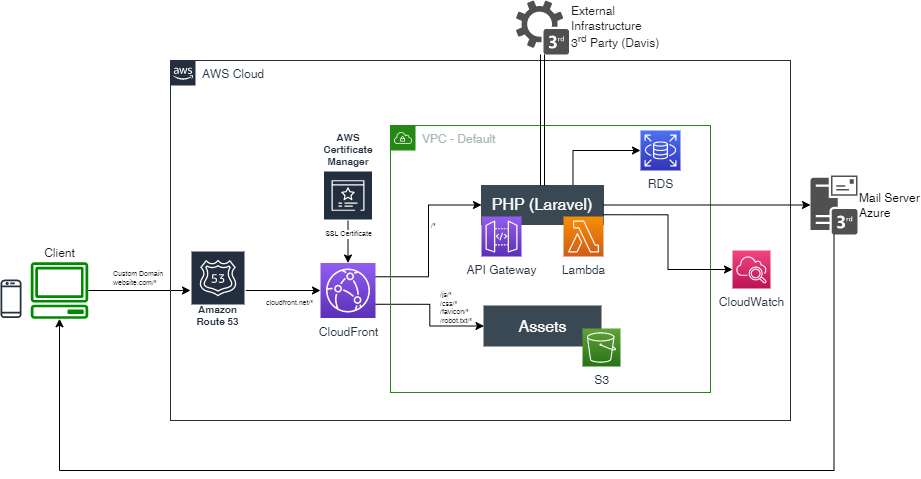 External
Infrastructure
3rd
3rd Party (Davis)
aws
AWS Cloud
AWS
Certificate
Manager
VPC - Default
RDS
PHP (Laravel)
Mail Server
Azure
3rd
/*
SSL Certificate
API Gateway
Lambda
Client
Custom Domain
website.com/*
53
Amazon
Route 53
cloudfront.net/*
CloudFront
CloudWatch
/js/*
/css/*
/favicon/*
/robot.txt/*
Assets
S3